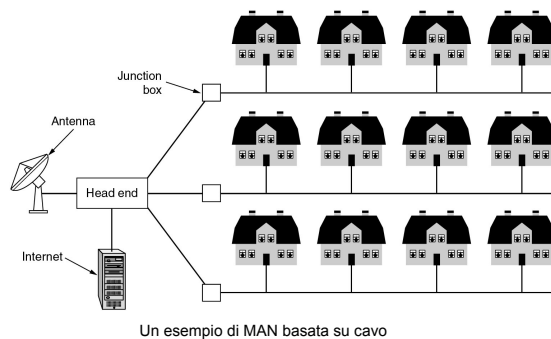 Junction
box
Antenna
Head end
Internet
Un esempio di MAN basata su cavo